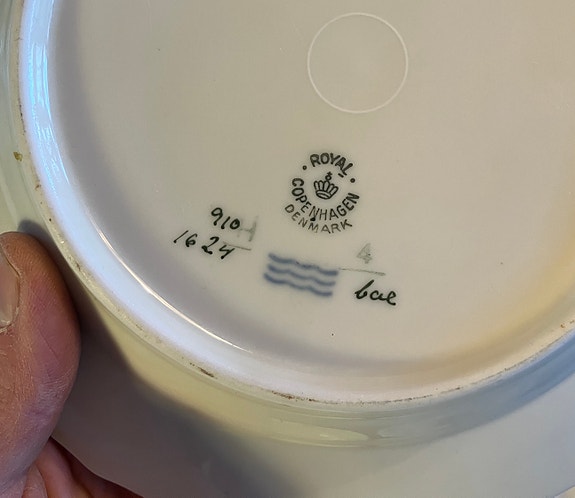 ROYAL
COPENHAGEN
DENMARK
910
1624
4
bae